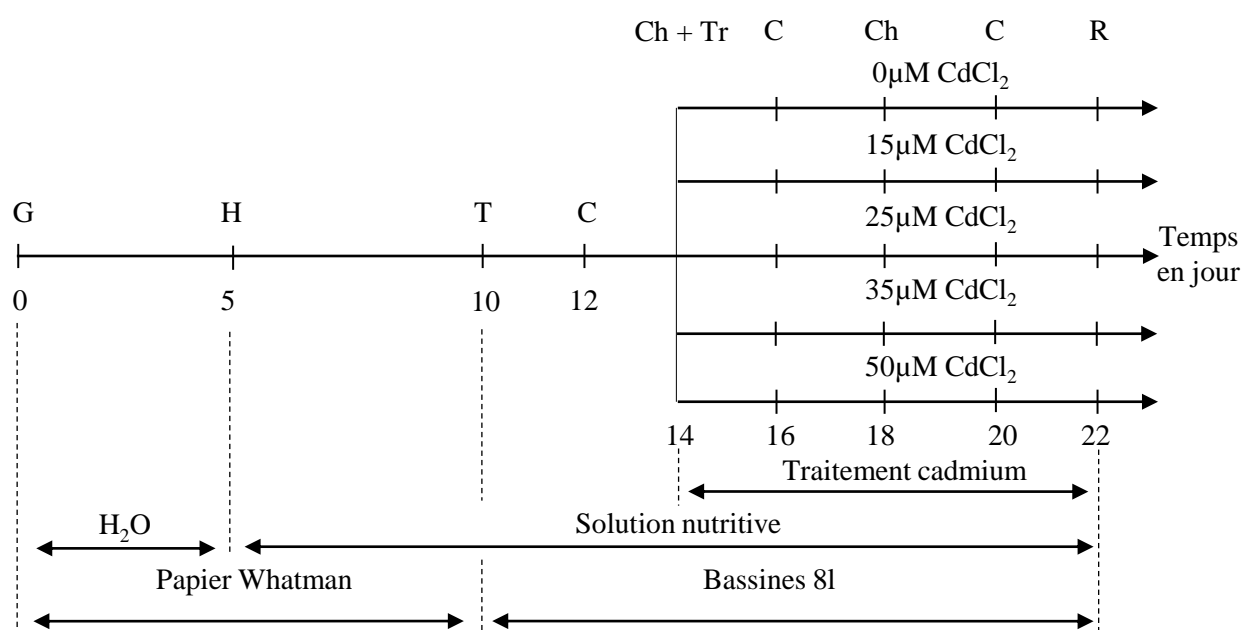 Ch + Tr C Ch C R
0µM CdCl₂
15µM CdCl₂
G H T C
25µM CdCl₂
Temps
en jour
0 5 10 12
35µM CdCl₂
50µM CdCl₂
14 16 18 20 22
Traitement cadmium
H₂O
Solution nutritive
Papier Whatman Bassines 8l